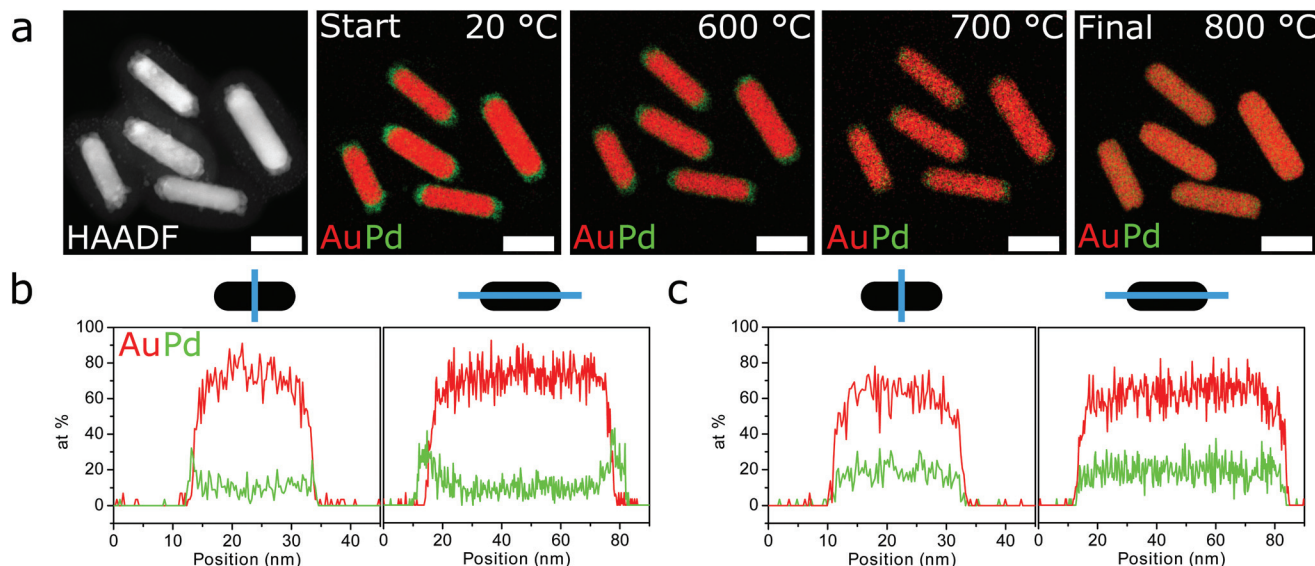 a
HAADF
Start 20 °C
AuPd
600 °C
AuPd
700 °C
AuPd
Final 800 °C
AuPd
b
AuPd
at %
100
80
60
40
20
0
0 10 20 30 40
Position (nm)
0 20 40 60 80
Position (nm)
c
at %
100
80
60
40
20
0
0 10 20 30 40
Position (nm)
0 20 40 60 80
Position (nm)